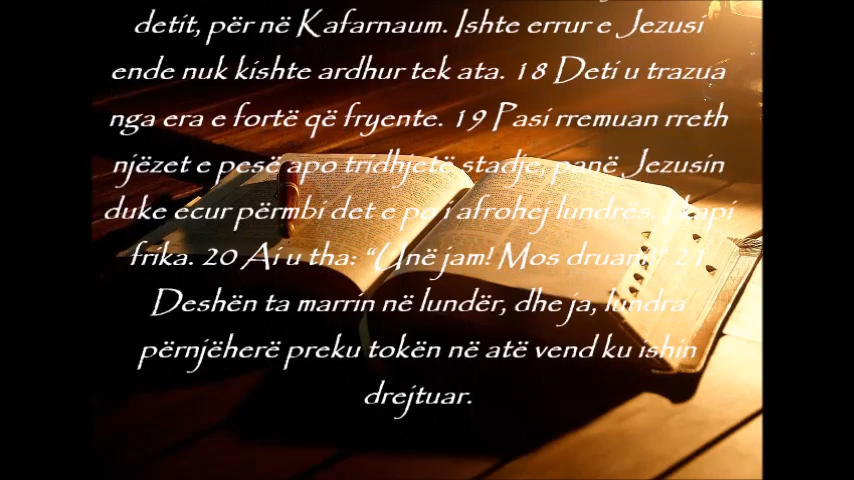 detit, për në Kafarnaum. Ishte errur e Jezusi
ende nuk kishte ardhur tek ata. 18 Deti u trazua
nga era e fortë që fryente. 19 Pasi rremuan rreth
njëzet e pesë apo tridhjetë stadje, panë Jezusin
duke ecur përmbi det e po i afrohej lundrës. I kapi
frika. 20 Ai u tha: “Unë jam! Mos druani!” 21
Deshën ta marrin në lundër, dhe ja, lundra
përnjëherë preku tokën në atë vend ku ishin
drejtuar.